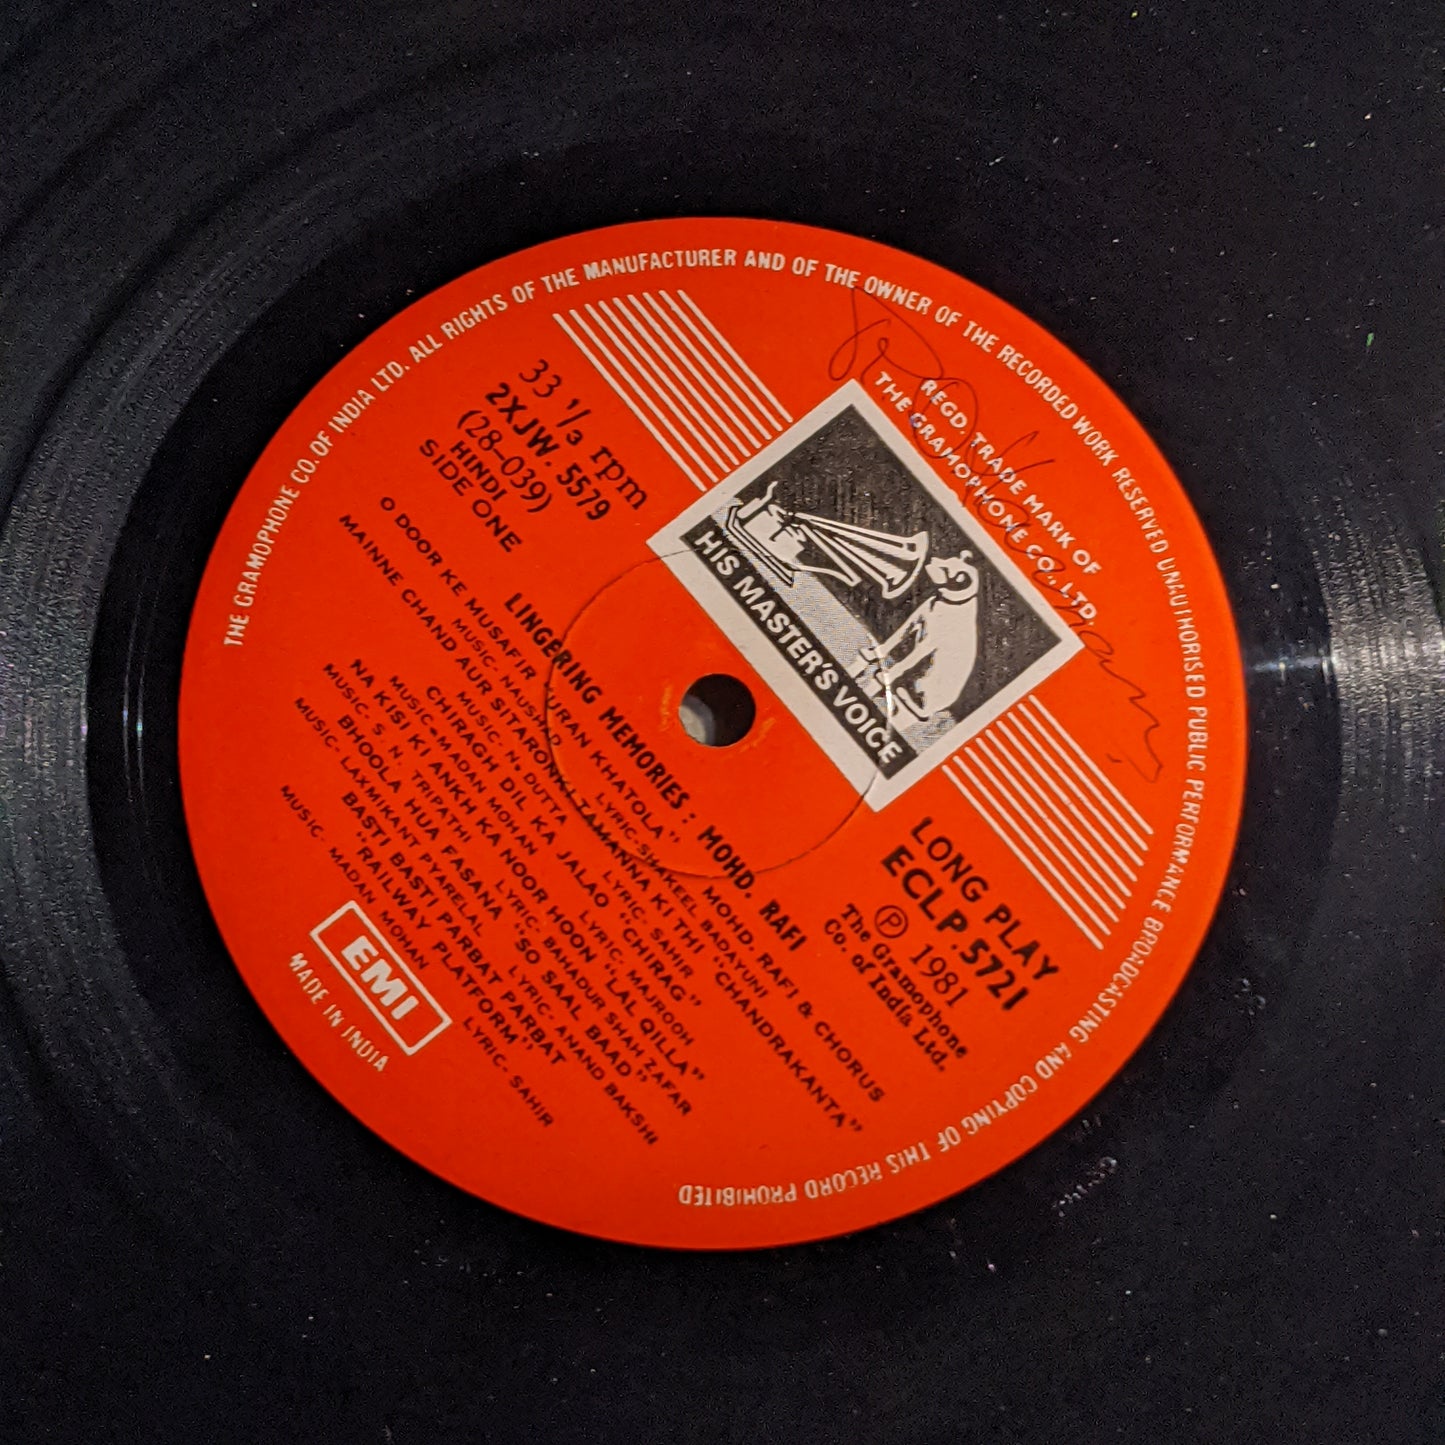 THE GRAMOPHONE CO. OF INDIA LTD. ALL RIGHTS OF THE MANUFACTURER AND OF THE OWNER OF THE RECORDED WORK RESERVED UNAUTHORISED PUBLIC PERFORMANCE BROADCASTING AND COPYING OF THIS RECORD PROHIBITED
REGD. TRADE MARK OF
THE GRAMOPHONE CO., LTD.
HIS MASTER'S VOICE
33 1/3 rpm
2XJW. 5579
(28-039)
HINDI
SIDE ONE
LONG PLAY
ECLP.5721
Ⓟ 1981
The Gramophone
Co. of India Ltd.
LINGERING MEMORIES : MOHD. RAFI
O DOOR KE MUSAFIR "URAN KHATOLA" MOHD. RAFI & CHORUS
MUSIC- NAUSHAD LYRIC-SHAKEEL BADAYUNI
MAINNE CHAND AUR SITARONKI TAMANNA KI THI "CHANDRAKANTA"
MUSIC- N. DUTTA LYRIC- SAHIR
CHIRAGH DIL KA JALAO "CHIRAG"
MUSIC-MADAN MOHAN LYRIC- MAJROOH
NA KISI KI ANKH KA NOOR HOON "LAL QILLA"
MUSIC- S. N. TRIPATHI LYRIC- BAHADUR SHAH ZAFAR
BHOOLA HUA FASANA "SO SAAL BAAD"
MUSIC- LAXMIKANT PYARELAL LYRIC- ANAND BAKSHI
BASTI BASTI PARBAT PARBAT
"RAILWAY PLATFORM"
MUSIC- MADAN MOHAN LYRIC- SAHIR
EMI
MADE IN INDIA